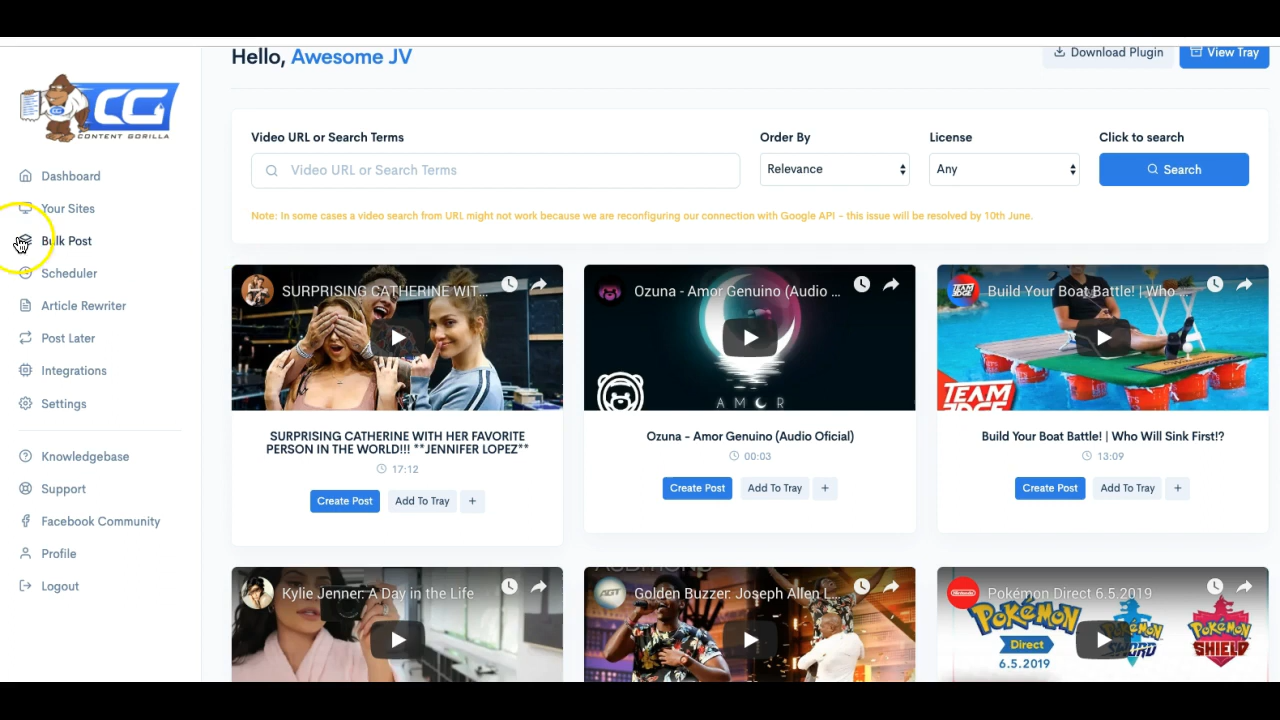 Hello, Awesome JV
Download Plugin
View Tray
CG
CONTENT GORILLA
Dashboard
Your Sites
Bulk Post
Scheduler
Article Rewriter
Post Later
Integrations
Settings
Knowledgebase
Support
Facebook Community
Profile
Logout
Video URL or Search Terms
Order By
License
Click to search
Video URL or Search Terms
Relevance
Any
Search
Note: In some cases a video search from URL might not work because we are reconfiguring our connection with Google API - this issue will be resolved by 10th June.
SURPRISING CATHERINE WIT...
Ozuna - Amor Genuino (Audio ...
Build Your Boat Battle! | Who ...
AMOR
TEAM EDGE
TEAM
EDGE
SURPRISING CATHERINE WITH HER FAVORITE
PERSON IN THE WORLD!!! **JENNIFER LOPEZ**
17:12
Create Post
Add To Tray
+
Ozuna - Amor Genuino (Audio Oficial)
00:03
Create Post
Add To Tray
+
Build Your Boat Battle! | Who Will Sink First!?
13:09
Create Post
Add To Tray
+
Kylie Jenner: A Day in the Life
AUDITIONS
AGT
Golden Buzzer: Joseph Allen L...
Nintendo
Pokémon Direct 6.5.2019
Pokémon
Direct
6.5.2019
Pokémon
SWORD
Pokémon
SHIELD